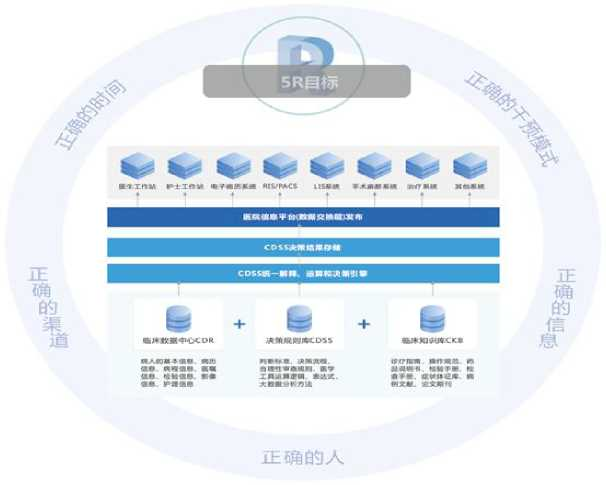 5R目标
正确的时间
正确的干预模式
医生工作站 护士工作站 电子病历系统 RIS/PACS LIS系统 手术麻醉系统 治疗系统 其他系统
医院信息平台(数据交换层)发布
CDSS决策结果存储
CDSS统一解释、运算和决策引擎
正确的渠道
正确的信息
临床数据中心CDR + 决策规则库CDSS + 临床知识库CKB
病人的基本信息、病历
信息、病程信息、医嘱
信息、检验信息、影像
信息、护理信息
判断标准、决策流程、
合理性审查规则、医学
工具运算逻辑、表达式、
大数据分析方法
诊疗指南、操作规范、药
品说明书、检验手册、检
查手册、症状体征库、病
例文献、论文期刊
正确的人